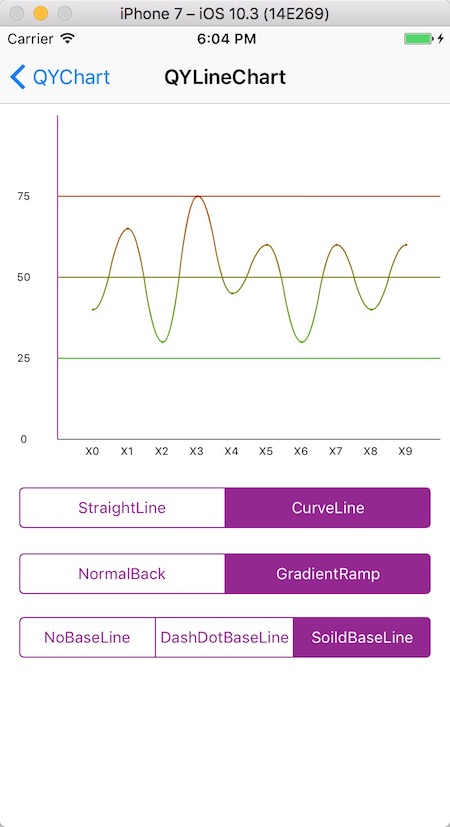 iPhone 7 – iOS 10.3 (14E269)
Carrier 6:04 PM
QYChart QYLineChart
75
50
25
0
X0 X1 X2 X3 X4 X5 X6 X7 X8 X9
StraightLine CurveLine
NormalBack GradientRamp
NoBaseLine DashDotBaseLine SoildBaseLine